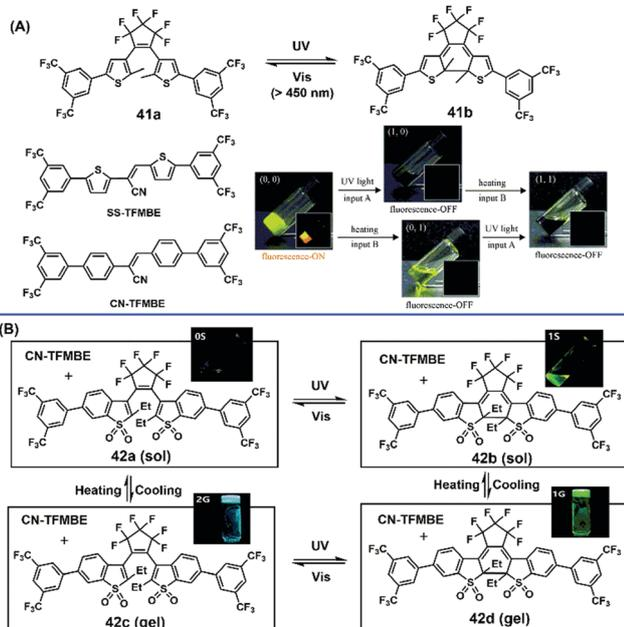 (A)
F F F F F F
F3C CF3
S S
F3C CF3
41a
UV
Vis
(> 450 nm)
F F F F F F
F3C CF3
S S
F3C CF3
41b
F3C S CF3
S CN
F3C CF3
SS-TFMBE
F3C CF3
CN
F3C CF3
CN-TFMBE
(0, 0)
fluorescence-ON
UV light
input A
(1, 0)
fluorescence-OFF
heating
input B
(1, 1)
fluorescence-OFF
heating
input B
(0, 1)
fluorescence-OFF
UV light
input A
(B)
CN-TFMBE
+
0S
F F F F F F
F3C CF3
Et
Et
S S
O O O O
F3C CF3
42a (sol)
UV
Vis
CN-TFMBE
+
1S
F F F F F F
F3C CF3
Et
Et
S S
O O O O
F3C CF3
42b (sol)
Heating Cooling
Heating Cooling
CN-TFMBE
+
2G
F F F F F F
F3C CF3
Et
Et
S S
O O O O
F3C CF3
42c (gel)
UV
Vis
CN-TFMBE
+
1G
F F F F F F
F3C CF3
Et
Et
S S
O O O O
F3C CF3
42d (gel)